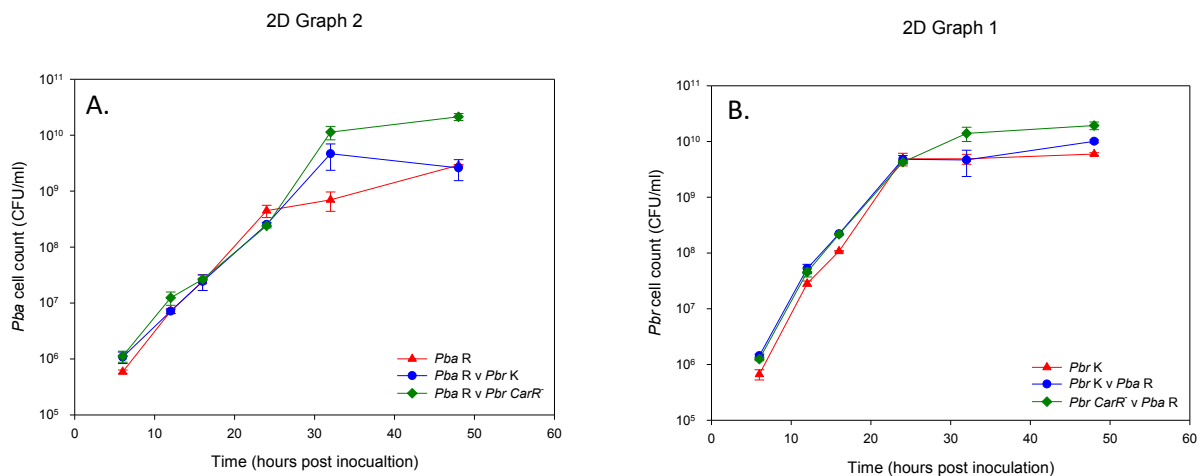 2D Graph 2
A.
Pba cell count (CFU/ml)
10¹¹
10¹⁰
10⁹
10⁸
10⁷
10⁶
10⁵
0 10 20 30 40 50 60
Time (hours post inocualtion)
Pba R
Pba R v Pbr K
Pba R v Pbr CarR⁻
2D Graph 1
B.
Pbr cell count (CFU/ml)
10¹¹
10¹⁰
10⁹
10⁸
10⁷
10⁶
10⁵
0 10 20 30 40 50 60
Time (hours post inoculation)
Pbr K
Pbr K v Pba R
Pbr CarR⁻ v Pba R